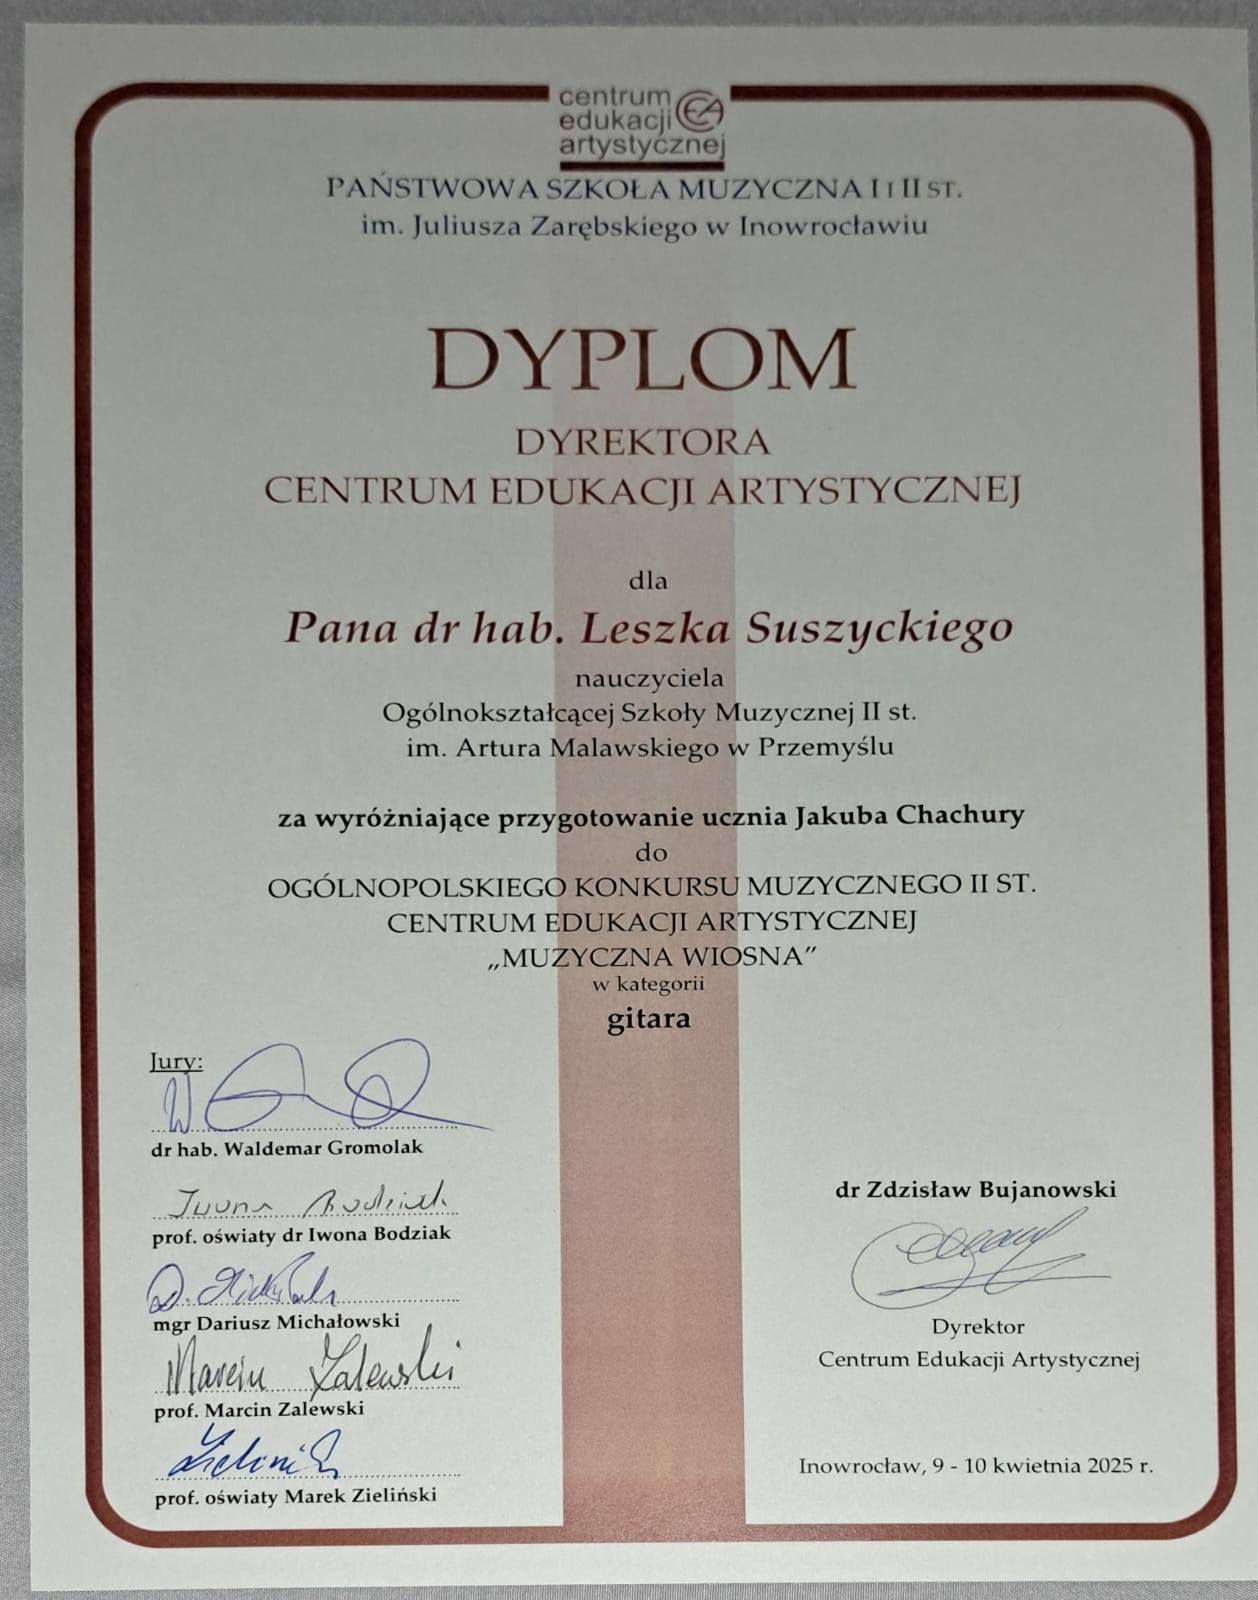 centrum
edukacji
artystycznej
CEA
PAŃSTWOWA SZKOŁA MUZYCZNA I i II ST.
im. Juliusza Zarębskiego w Inowrocławiu
DYPLOM
DYREKTORA
CENTRUM EDUKACJI ARTYSTYCZNEJ
dla
Pana dr hab. Leszka Suszyckiego
nauczyciela
Ogólnokształcącej Szkoły Muzycznej II st.
im. Artura Malawskiego w Przemyślu
za wyróżniające przygotowanie ucznia Jakuba Chachury
do
OGÓLNOPOLSKIEGO KONKURSU MUZYCZNEGO II ST.
CENTRUM EDUKACJI ARTYSTYCZNEJ
„MUZYCZNA WIOSNA”
w kategorii
gitara
Jury:
dr hab. Waldemar Gromolak
Iwona Bodziak
prof. oświaty dr Iwona Bodziak
mgr Dariusz Michałowski
Marcin Zalewski
prof. Marcin Zalewski
prof. oświaty Marek Zieliński
dr Zdzisław Bujanowski
Dyrektor
Centrum Edukacji Artystycznej
Inowrocław, 9 - 10 kwietnia 2025 r.